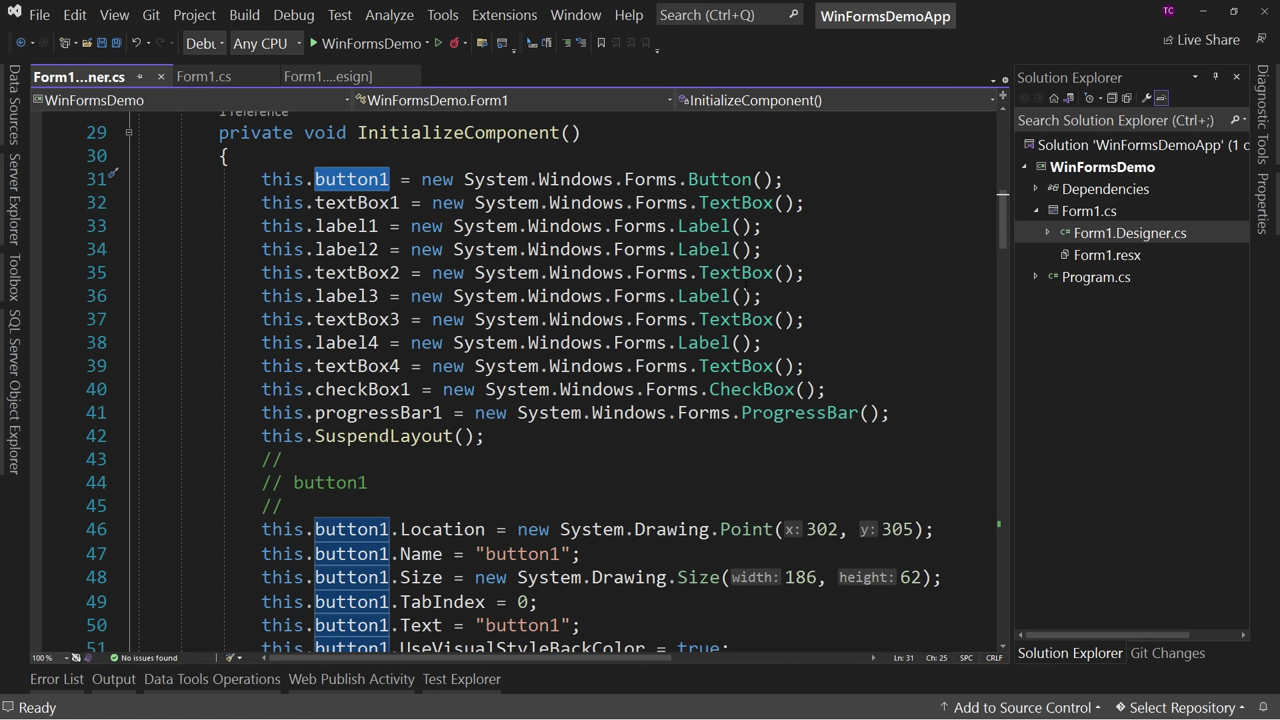 File Edit View Git Project Build Debug Test Analyze Tools Extensions Window Help Search (Ctrl+Q) WinFormsDemoApp TC
Debu Any CPU WinFormsDemo Live Share
Form1...ner.cs Form1.cs Form1....esign]
WinFormsDemo WinFormsDemo.Form1 InitializeComponent()
1 reference
29 private void InitializeComponent()
30 {
31 this.button1 = new System.Windows.Forms.Button();
32 this.textBox1 = new System.Windows.Forms.TextBox();
33 this.label1 = new System.Windows.Forms.Label();
34 this.label2 = new System.Windows.Forms.Label();
35 this.textBox2 = new System.Windows.Forms.TextBox();
36 this.label3 = new System.Windows.Forms.Label();
37 this.textBox3 = new System.Windows.Forms.TextBox();
38 this.label4 = new System.Windows.Forms.Label();
39 this.textBox4 = new System.Windows.Forms.TextBox();
40 this.checkBox1 = new System.Windows.Forms.CheckBox();
41 this.progressBar1 = new System.Windows.Forms.ProgressBar();
42 this.SuspendLayout();
43 //
44 // button1
45 //
46 this.button1.Location = new System.Drawing.Point(x: 302, y: 305);
47 this.button1.Name = "button1";
48 this.button1.Size = new System.Drawing.Size(width: 186, height: 62);
49 this.button1.TabIndex = 0;
50 this.button1.Text = "button1";
51 this.button1.UseVisualStyleBackColor = true;
100 % No issues found Ln: 31 Ch: 25 SPC CRLF
Data Sources
Server Explorer
Toolbox
SQL Server Object Explorer
Solution Explorer
Search Solution Explorer (Ctrl+;)
Solution 'WinFormsDemoApp' (1 o
WinFormsDemo
Dependencies
Form1.cs
Form1.Designer.cs
Form1.resx
Program.cs
Solution Explorer Git Changes
Diagnostic Tools
Properties
Error List Output Data Tools Operations Web Publish Activity Test Explorer
Ready Add to Source Control Select Repository